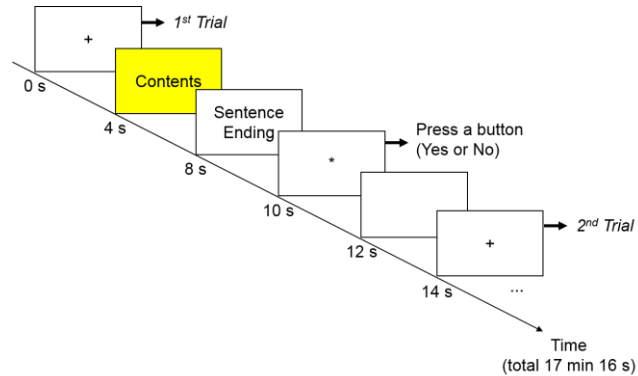 +
1st Trial
Contents
0 s
Sentence
Ending
4 s
Press a button
(Yes or No)
*
8 s
10 s
2nd Trial
+
12 s
14 s
...
Time
(total 17 min 16 s)